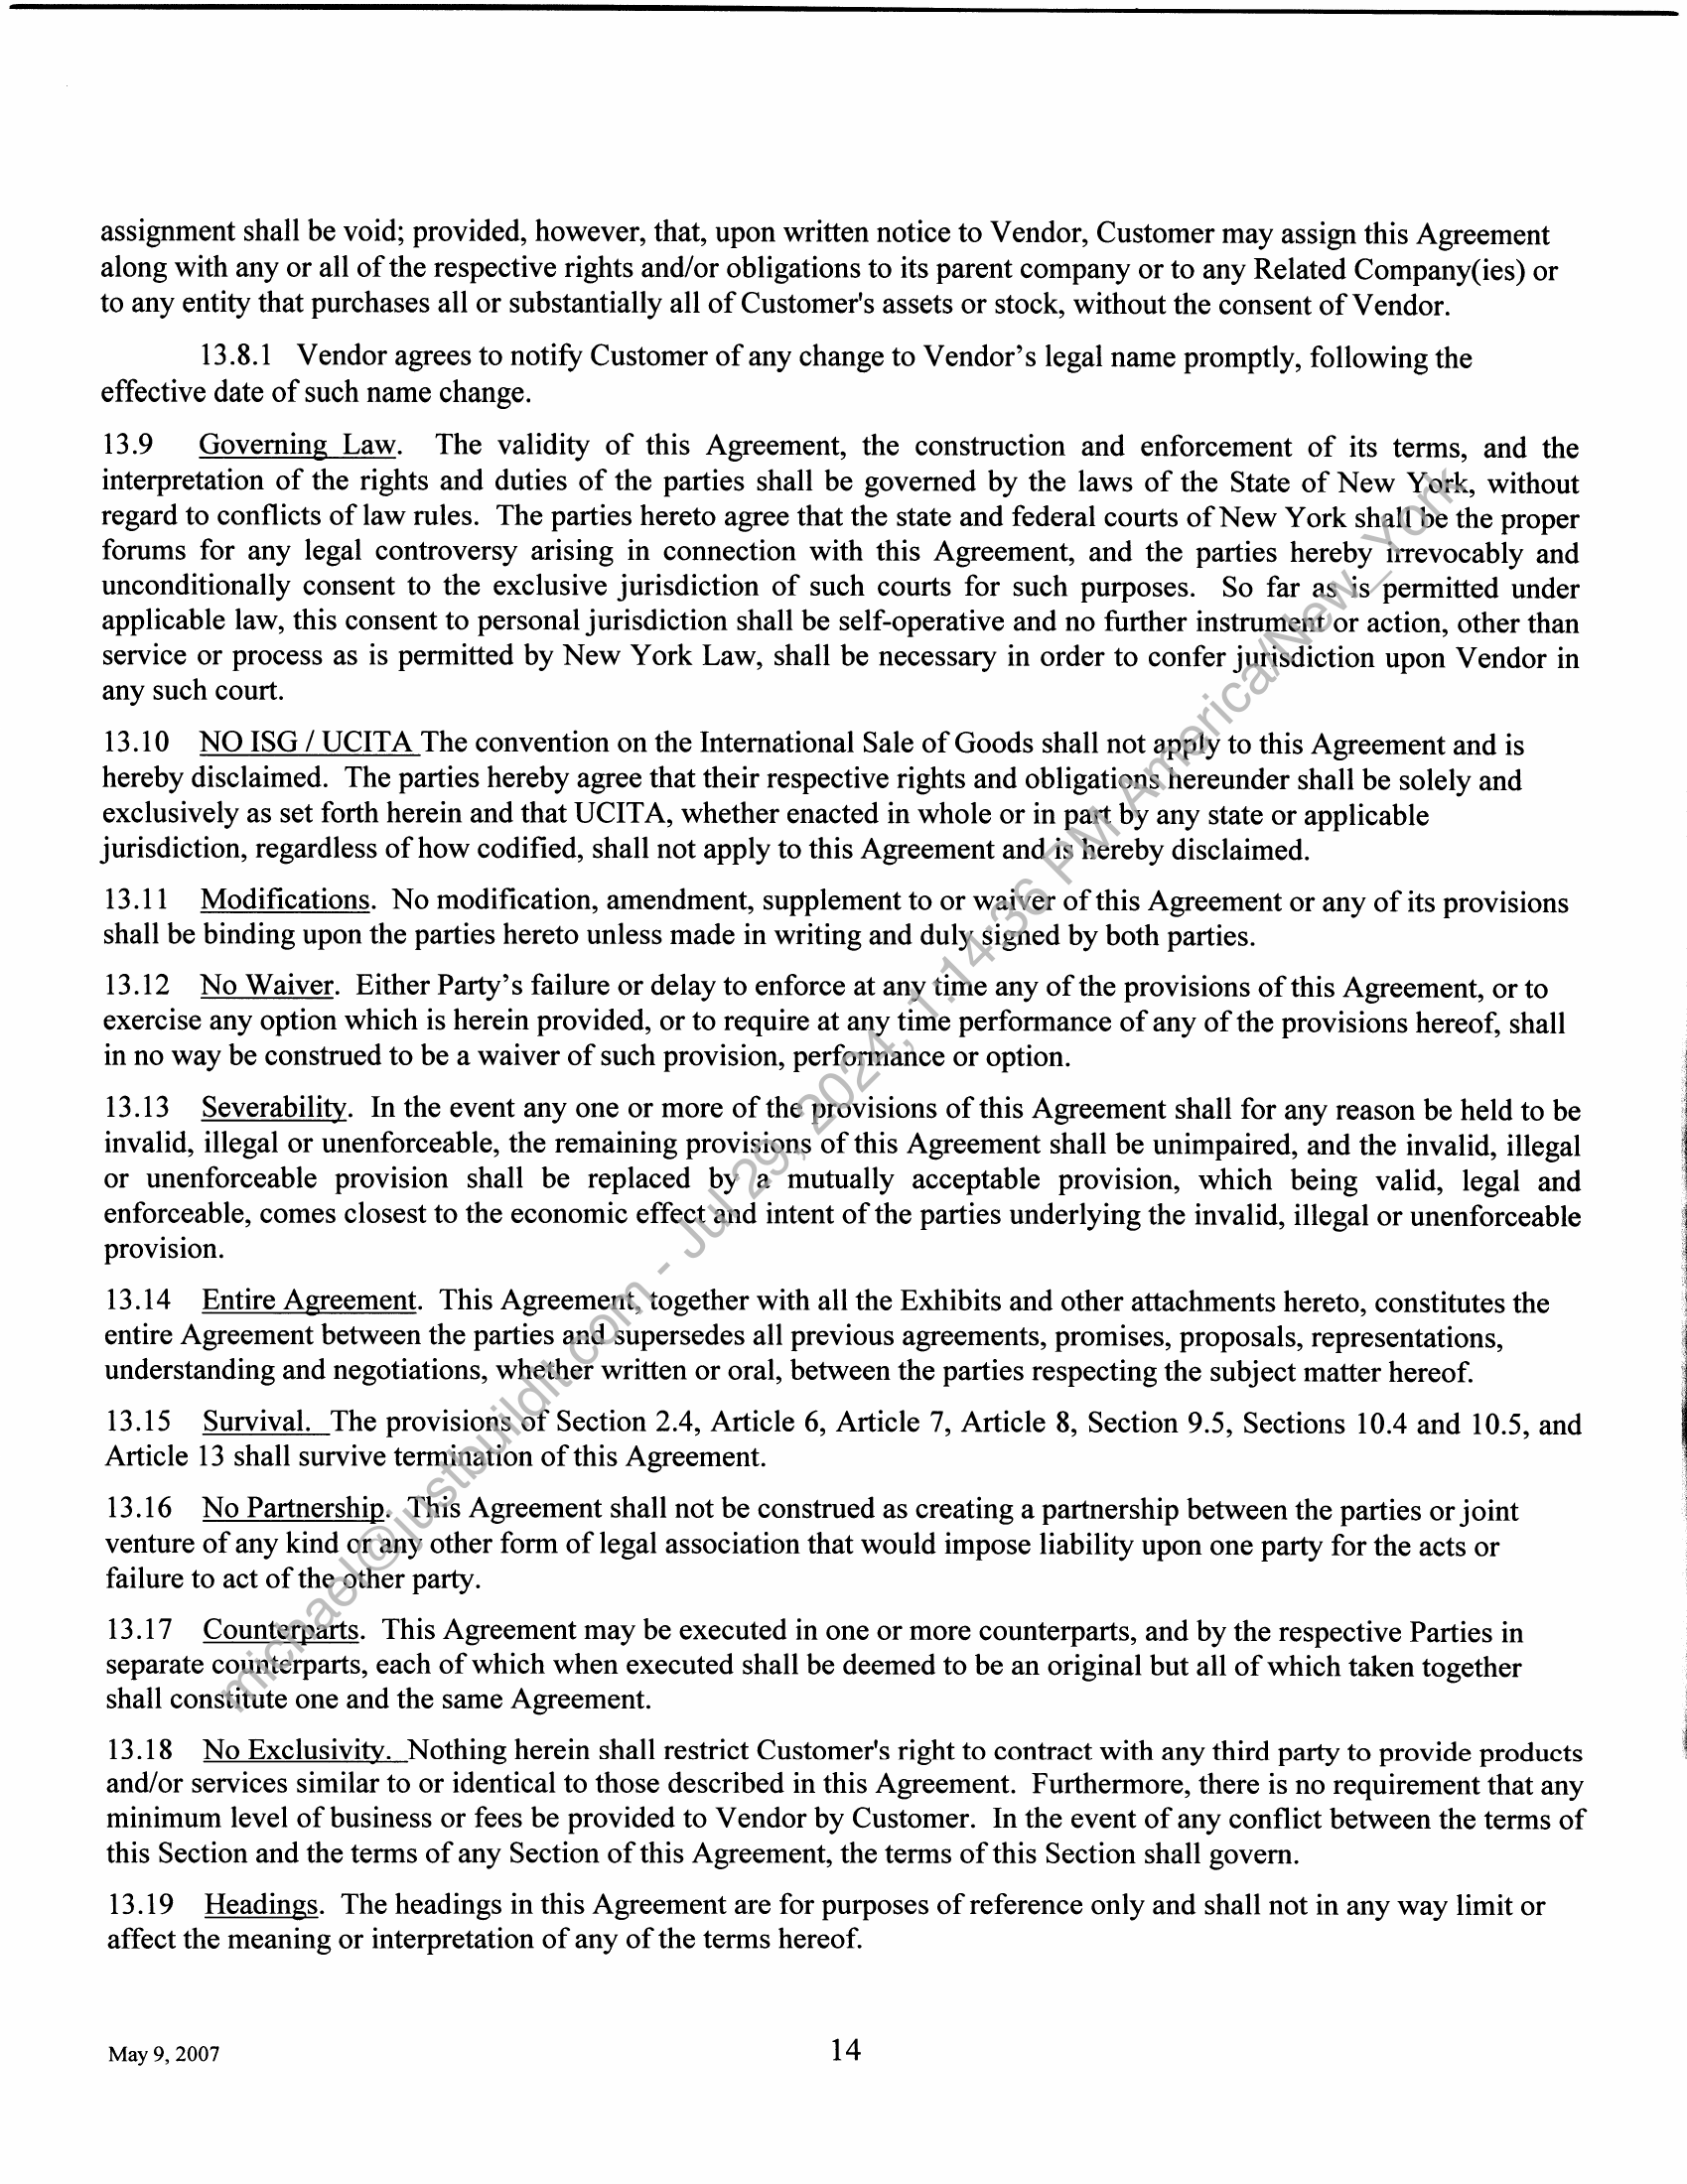 assignment shall be void; provided, however, that, upon written notice to Vendor, Customer may assign this Agreement
along with any or all of the respective rights and/or obligations to its parent company or to any Related Company(ies) or
to any entity that purchases all or substantially all of Customer's assets or stock, without the consent of Vendor.
13.8.1 Vendor agrees to notify Customer of any change to Vendor’s legal name promptly, following the
effective date of such name change.
13.9 Governing Law. The validity of this Agreement, the construction and enforcement of its terms, and the
interpretation of the rights and duties of the parties shall be governed by the laws of the State of New York, without
regard to conflicts of law rules. The parties hereto agree that the state and federal courts of New York shall be the proper
forums for any legal controversy arising in connection with this Agreement, and the parties hereby irrevocably and
unconditionally consent to the exclusive jurisdiction of such courts for such purposes. So far as is permitted under
applicable law, this consent to personal jurisdiction shall be self-operative and no further instrument or action, other than
service or process as is permitted by New York Law, shall be necessary in order to confer jurisdiction upon Vendor in
any such court.
13.10 NO ISG / UCITA The convention on the International Sale of Goods shall not apply to this Agreement and is
hereby disclaimed. The parties hereby agree that their respective rights and obligations hereunder shall be solely and
exclusively as set forth herein and that UCITA, whether enacted in whole or in part by any state or applicable
jurisdiction, regardless of how codified, shall not apply to this Agreement and is hereby disclaimed.
13.11 Modifications. No modification, amendment, supplement to or waiver of this Agreement or any of its provisions
shall be binding upon the parties hereto unless made in writing and duly signed by both parties.
13.12 No Waiver. Either Party’s failure or delay to enforce at any time any of the provisions of this Agreement, or to
exercise any option which is herein provided, or to require at any time performance of any of the provisions hereof, shall
in no way be construed to be a waiver of such provision, performance or option.
13.13 Severability. In the event any one or more of the provisions of this Agreement shall for any reason be held to be
invalid, illegal or unenforceable, the remaining provisions of this Agreement shall be unimpaired, and the invalid, illegal
or unenforceable provision shall be replaced by a mutually acceptable provision, which being valid, legal and
enforceable, comes closest to the economic effect and intent of the parties underlying the invalid, illegal or unenforceable
provision.
13.14 Entire Agreement. This Agreement, together with all the Exhibits and other attachments hereto, constitutes the
entire Agreement between the parties and supersedes all previous agreements, promises, proposals, representations,
understanding and negotiations, whether written or oral, between the parties respecting the subject matter hereof.
13.15 Survival. The provisions of Section 2.4, Article 6, Article 7, Article 8, Section 9.5, Sections 10.4 and 10.5, and
Article 13 shall survive termination of this Agreement.
13.16 No Partnership. This Agreement shall not be construed as creating a partnership between the parties or joint
venture of any kind or any other form of legal association that would impose liability upon one party for the acts or
failure to act of the other party.
13.17 Counterparts. This Agreement may be executed in one or more counterparts, and by the respective Parties in
separate counterparts, each of which when executed shall be deemed to be an original but all of which taken together
shall constitute one and the same Agreement.
13.18 No Exclusivity. Nothing herein shall restrict Customer's right to contract with any third party to provide products
and/or services similar to or identical to those described in this Agreement. Furthermore, there is no requirement that any
minimum level of business or fees be provided to Vendor by Customer. In the event of any conflict between the terms of
this Section and the terms of any Section of this Agreement, the terms of this Section shall govern.
13.19 Headings. The headings in this Agreement are for purposes of reference only and shall not in any way limit or
affect the meaning or interpretation of any of the terms hereof.
May 9, 2007 14
michael@justbuildit.com - Jul 29, 2024, 1:14:36 PM America/New_York